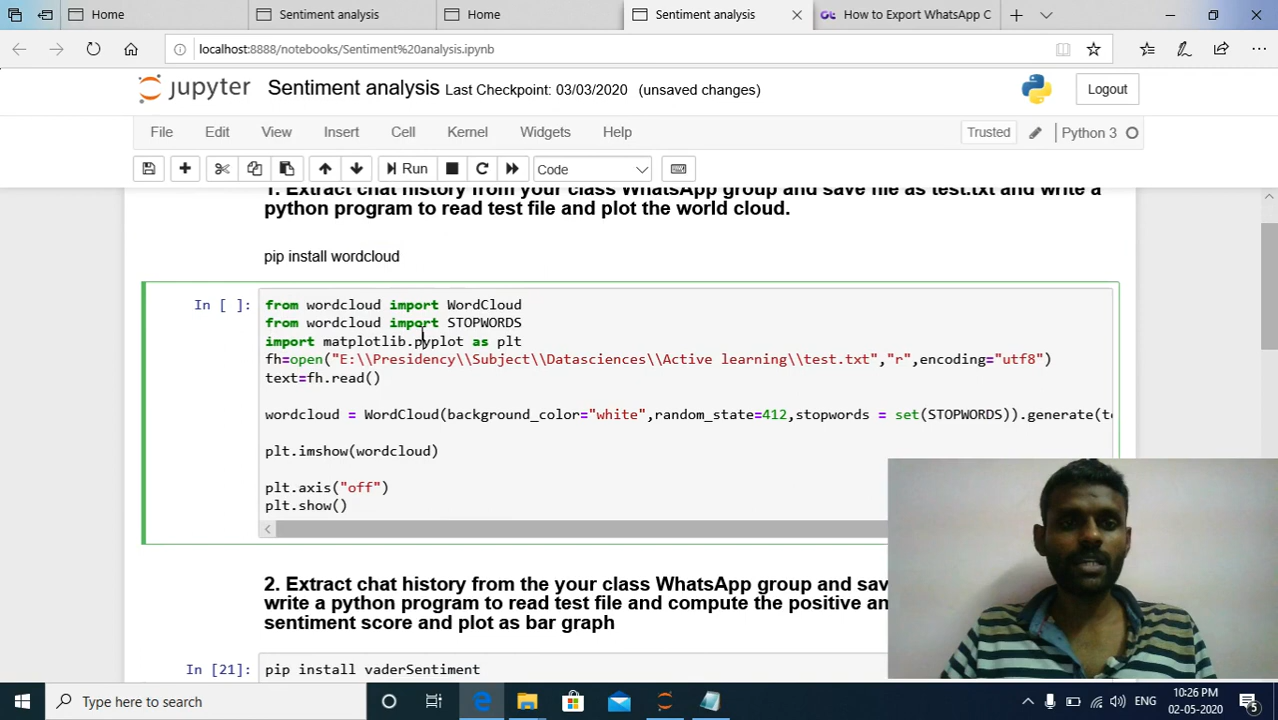 Home
Sentiment analysis
Home
Sentiment analysis
How to Export WhatsApp C
localhost:8888/notebooks/Sentiment%20analysis.ipynb
jupyter Sentiment analysis Last Checkpoint: 03/03/2020 (unsaved changes)
Logout
File Edit View Insert Cell Kernel Widgets Help
Trusted
Python 3
Run
Code
1. Extract chat history from your class WhatsApp group and save file as test.txt and write a
python program to read test file and plot the world cloud.
pip install wordcloud
In [ ]:
from wordcloud import WordCloud
from wordcloud import STOPWORDS
import matplotlib.pyplot as plt
fh=open("E:\\Presidency\\Subject\\Datasciences\\Active learning\\test.txt","r",encoding="utf8")
text=fh.read()
wordcloud = WordCloud(background_color="white",random_state=412,stopwords = set(STOPWORDS)).generate(te
plt.imshow(wordcloud)
plt.axis("off")
plt.show()
2. Extract chat history from the your class WhatsApp group and sav
write a python program to read test file and compute the positive an
sentiment score and plot as bar graph
In [21]:
pip install vaderSentiment
Type here to search
ENG
10:26 PM
02-05-2020
5